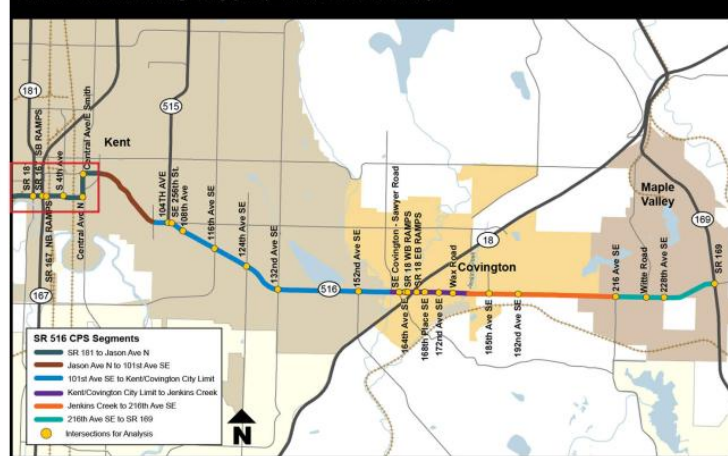 181
SR 18
SR 167 SB RAMPS
S 4th Ave
Central Ave/E Smith
Kent
515
104TH AVE
SE 256th St.
108th Ave
116th Ave SE
124th Ave SE
132nd Ave SE
152nd Ave SE
SE Covington - Sawyer Road
SR 18 WB RAMPS
SR 18 EB RAMPS
Wax Road
18
Covington
Maple
Valley
169
216 Ave SE
Witte Road
228th Ave SE
SR 169
SR 167 NB RAMPS
Central Ave N
167
516
164th Ave SE
168th Place SE
172nd Ave SE
185th Ave SE
192nd Ave SE
SR 516 CPS Segments
SR 181 to Jason Ave N
Jason Ave N to 101st Ave SE
101st Ave SE to Kent/Covington City Limit
Kent/Covington City Limit to Jenkins Creek
Jenkins Creek to 216th Ave SE
216th Ave SE to SR 169
Intersections for Analysis
N